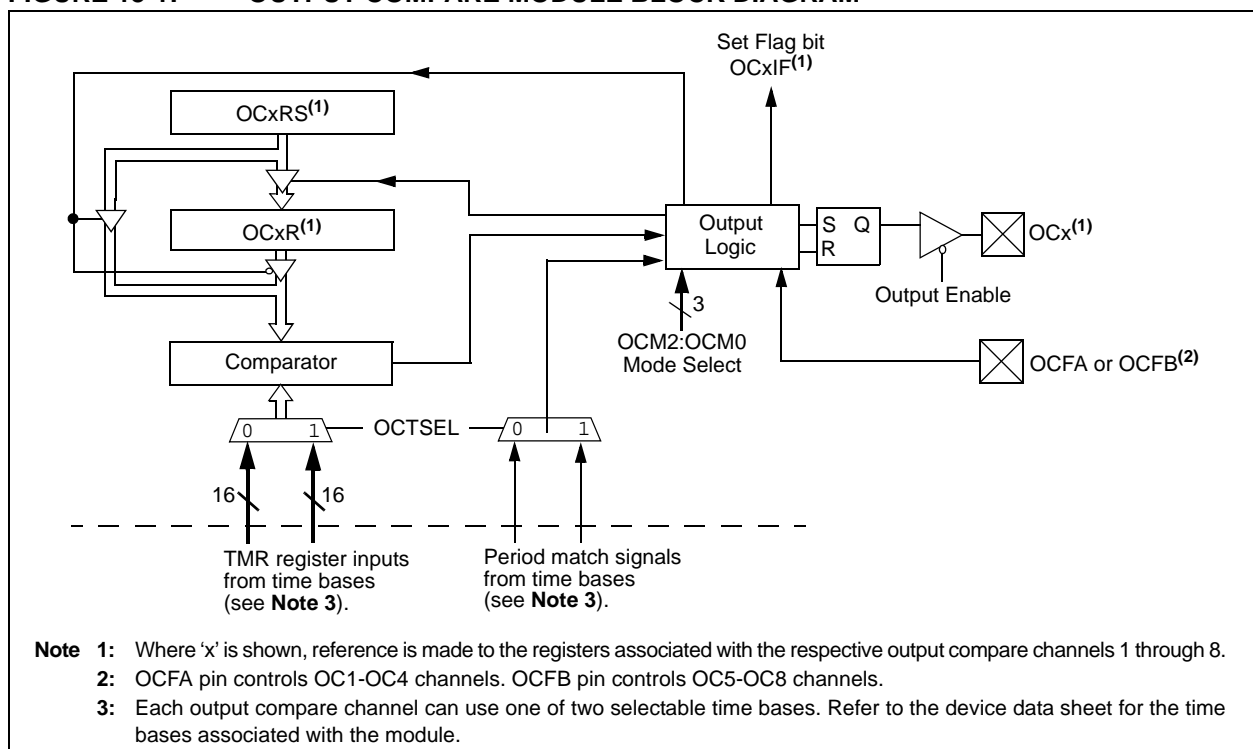 Set Flag bit
OCxIF(1)
OCxRS(1)
OCxR(1)
Output
Logic
S Q
R
OCx(1)
Output Enable
3
OCM2:OCM0
Mode Select
Comparator
OCFA or OCFB(2)
0 1
OCTSEL
0 1
16
16
TMR register inputs
from time bases
(see Note 3).
Period match signals
from time bases
(see Note 3).
Note 1: Where ‘x’ is shown, reference is made to the registers associated with the respective output compare channels 1 through 8.
2: OCFA pin controls OC1-OC4 channels. OCFB pin controls OC5-OC8 channels.
3: Each output compare channel can use one of two selectable time bases. Refer to the device data sheet for the time
bases associated with the module.